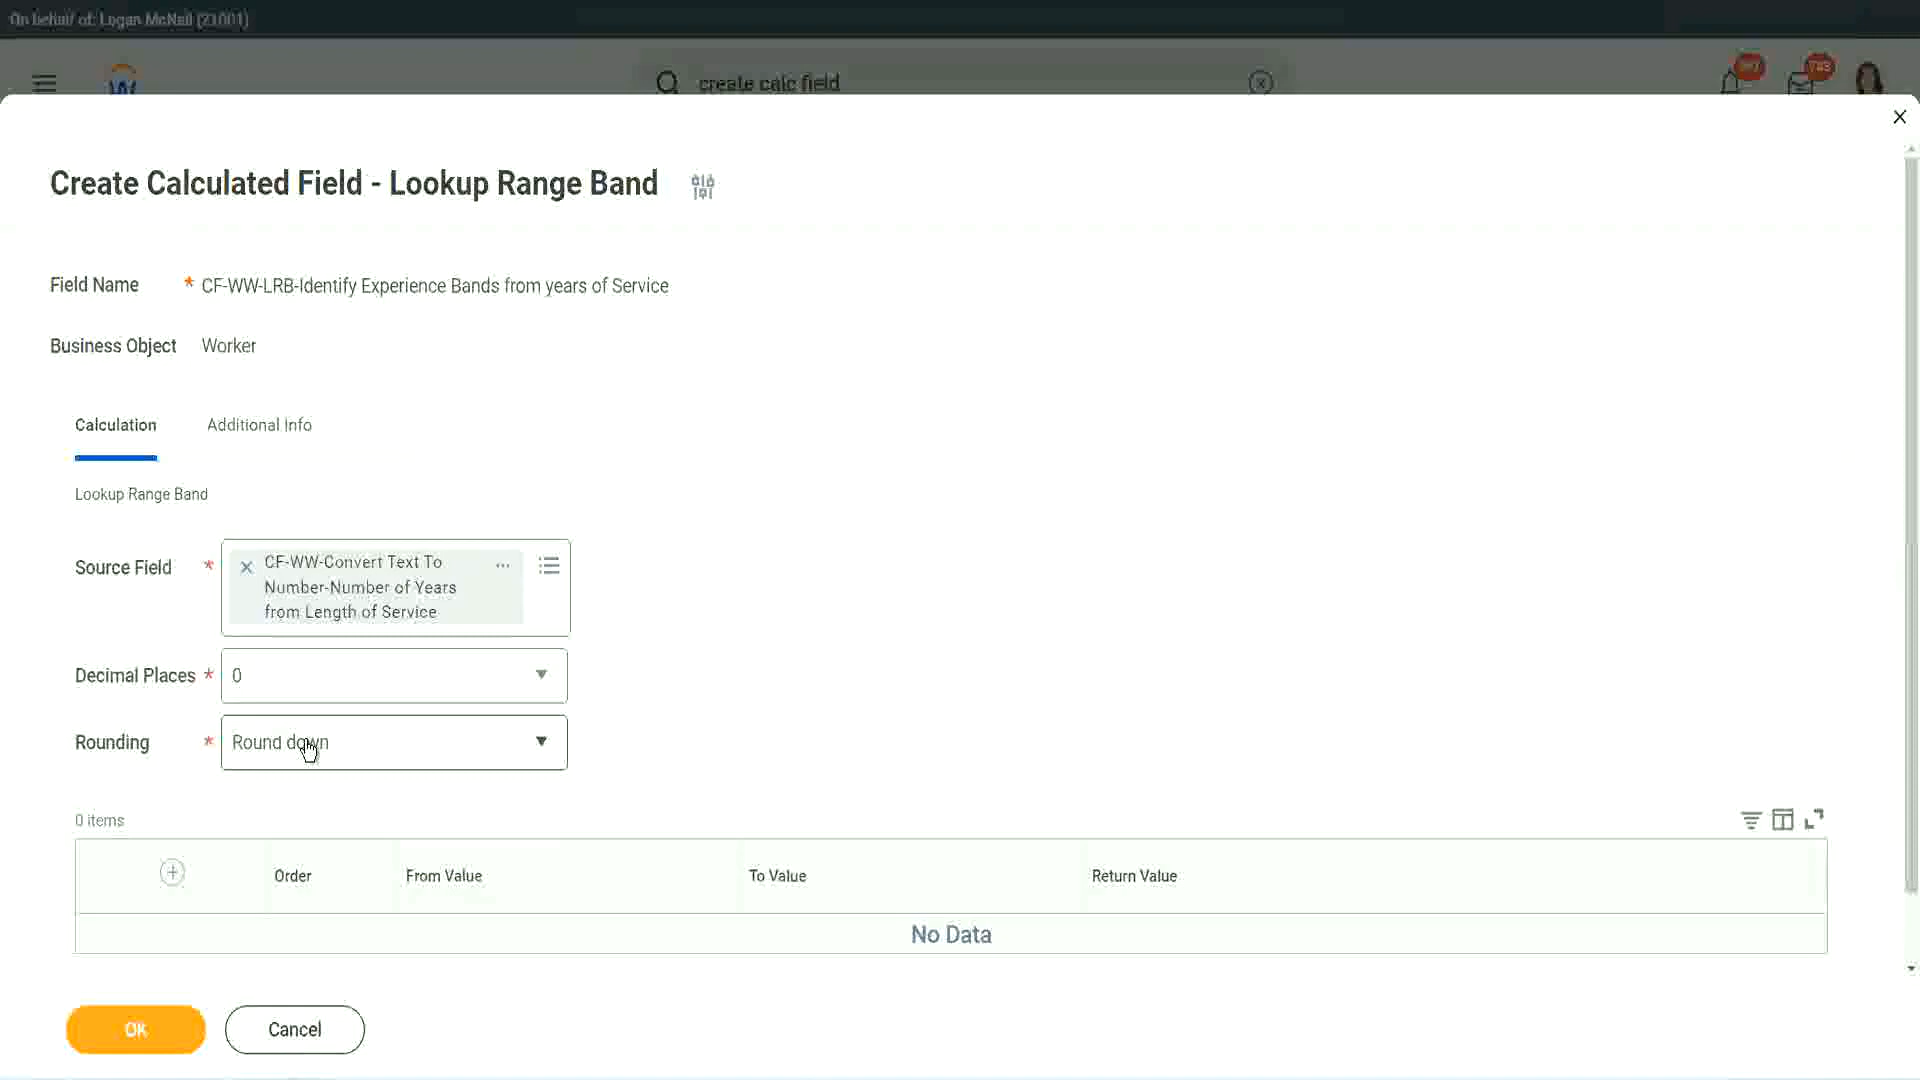 On behalf of: Logan McNeil (21001)
create calc field
743
Create Calculated Field - Lookup Range Band
Field Name * CF-WW-LRB-Identify Experience Bands from years of Service
Business Object Worker
Calculation Additional Info
Lookup Range Band
Source Field * CF-WW-Convert Text To
Number-Number of Years
from Length of Service
Decimal Places * 0
Rounding * Round down
0 items
Order From Value To Value Return Value
No Data
OK Cancel